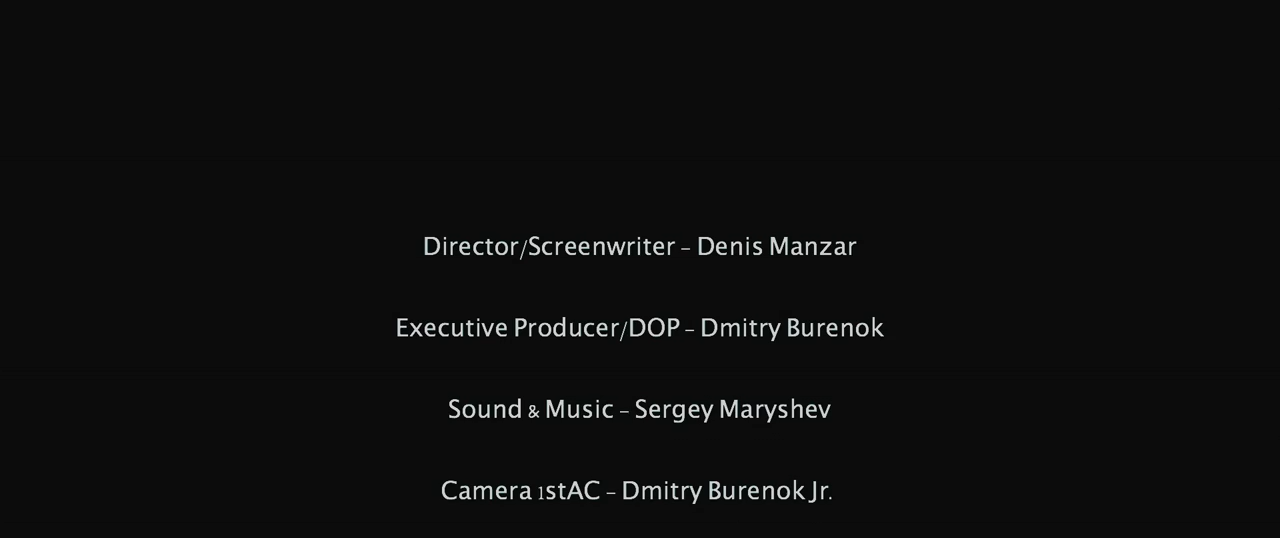 Director/Screenwriter – Denis Manzar
Executive Producer/DOP – Dmitry Burenok
Sound & Music – Sergey Maryshev
Camera 1stAC – Dmitry Burenok Jr.